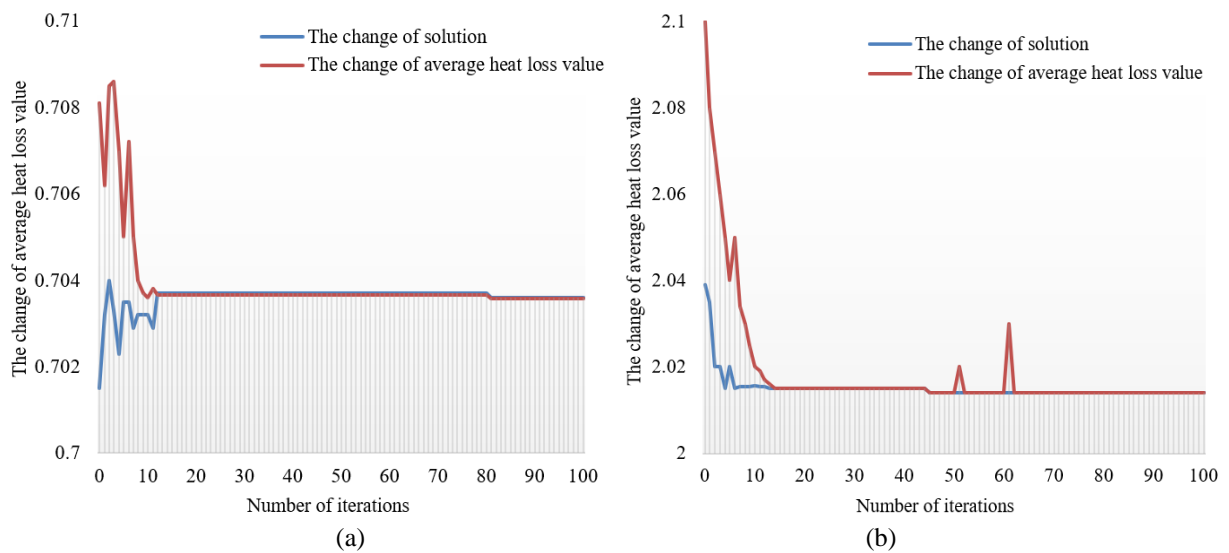 0.71
0.708
0.706
0.704
0.702
0.7
The change of average heat loss value
The change of solution
The change of average heat loss value
0 10 20 30 40 50 60 70 80 90 100
Number of iterations
(a)
2.1
2.08
2.06
2.04
2.02
2
The change of average heat loss value
The change of solution
The change of average heat loss value
0 10 20 30 40 50 60 70 80 90 100
Number of iterations
(b)